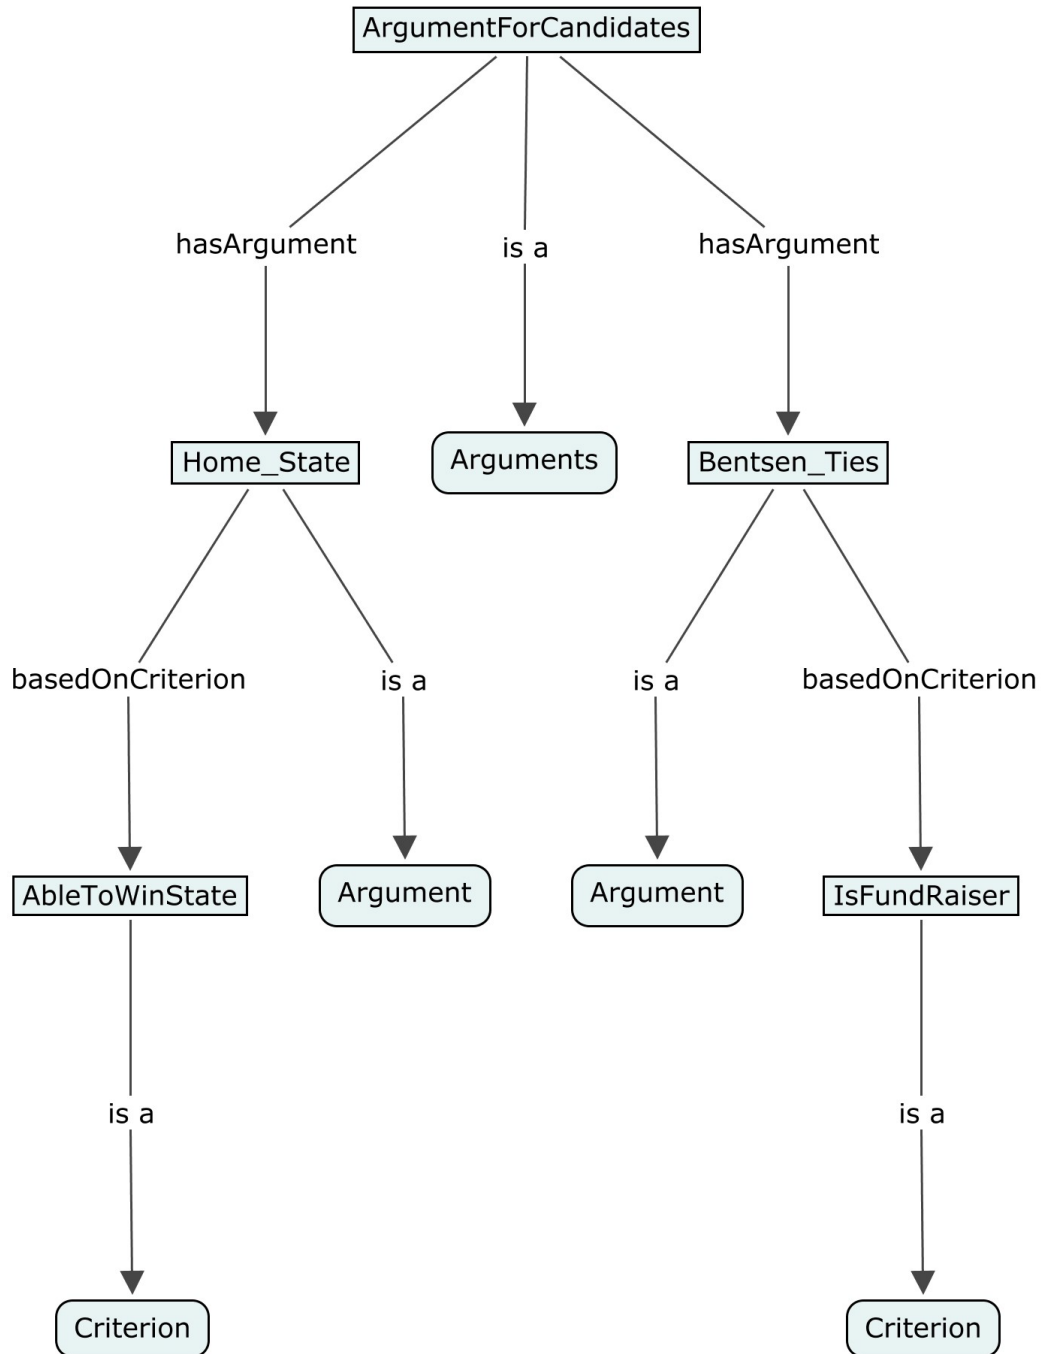 ArgumentForCandidates
hasArgument
is a
hasArgument
Home_State
Arguments
Bentsen_Ties
basedOnCriterion
is a
is a
basedOnCriterion
AbleToWinState
Argument
Argument
IsFundRaiser
is a
is a
Criterion
Criterion